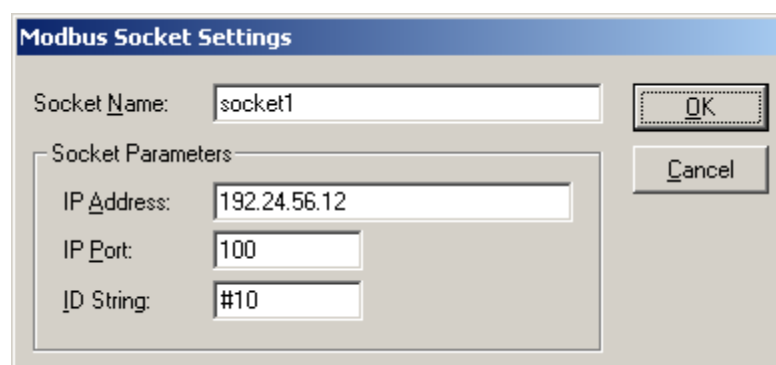 Modbus Socket Settings
Socket Name: socket1
OK
Socket Parameters
Cancel
IP Address: 192.24.56.12
IP Port: 100
ID String: #10